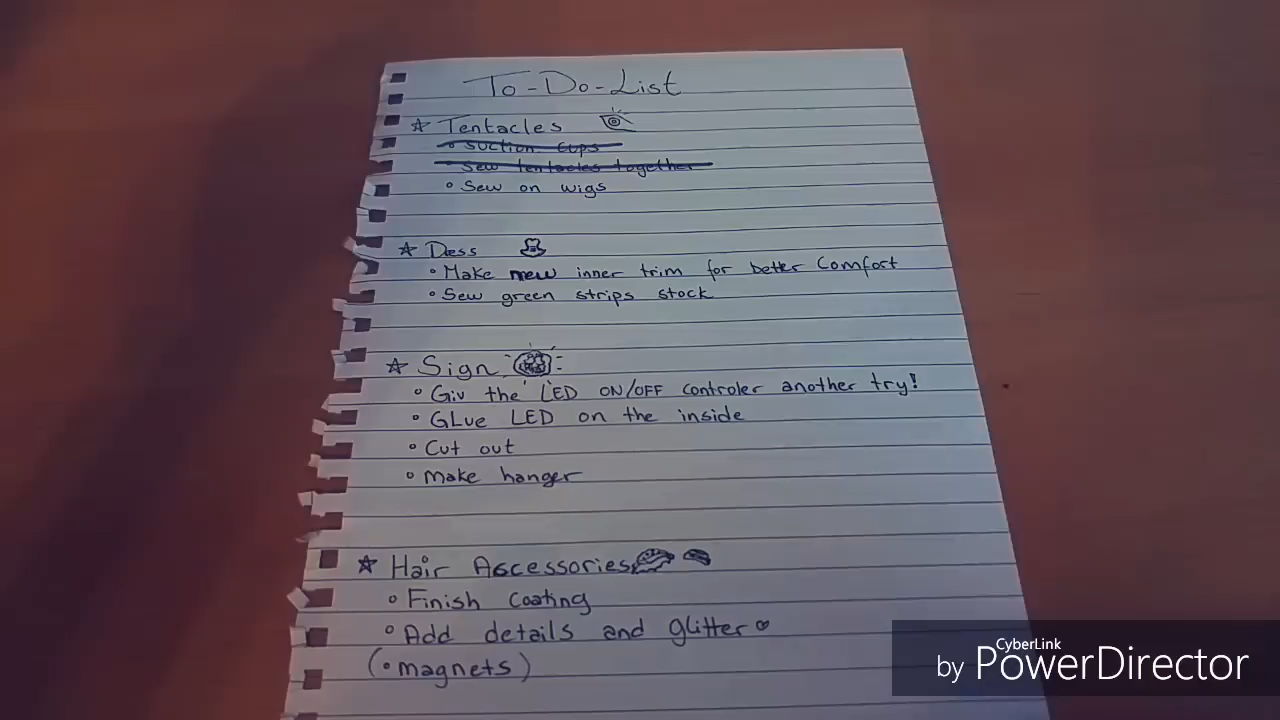 To-Do-List
Tentacles
suction cups
Sew tentacles together
Sew on wigs
Dess
Make new inner trim for better Comfort
Sew green strips stock
Sign
Giv the LED ON/OFF controler another try!
GLue LED on the inside
Cut out
Make hanger
Hair Ascessories
Finish Coating
Add details and glitter
(• magnets)
CyberLink
by PowerDirector